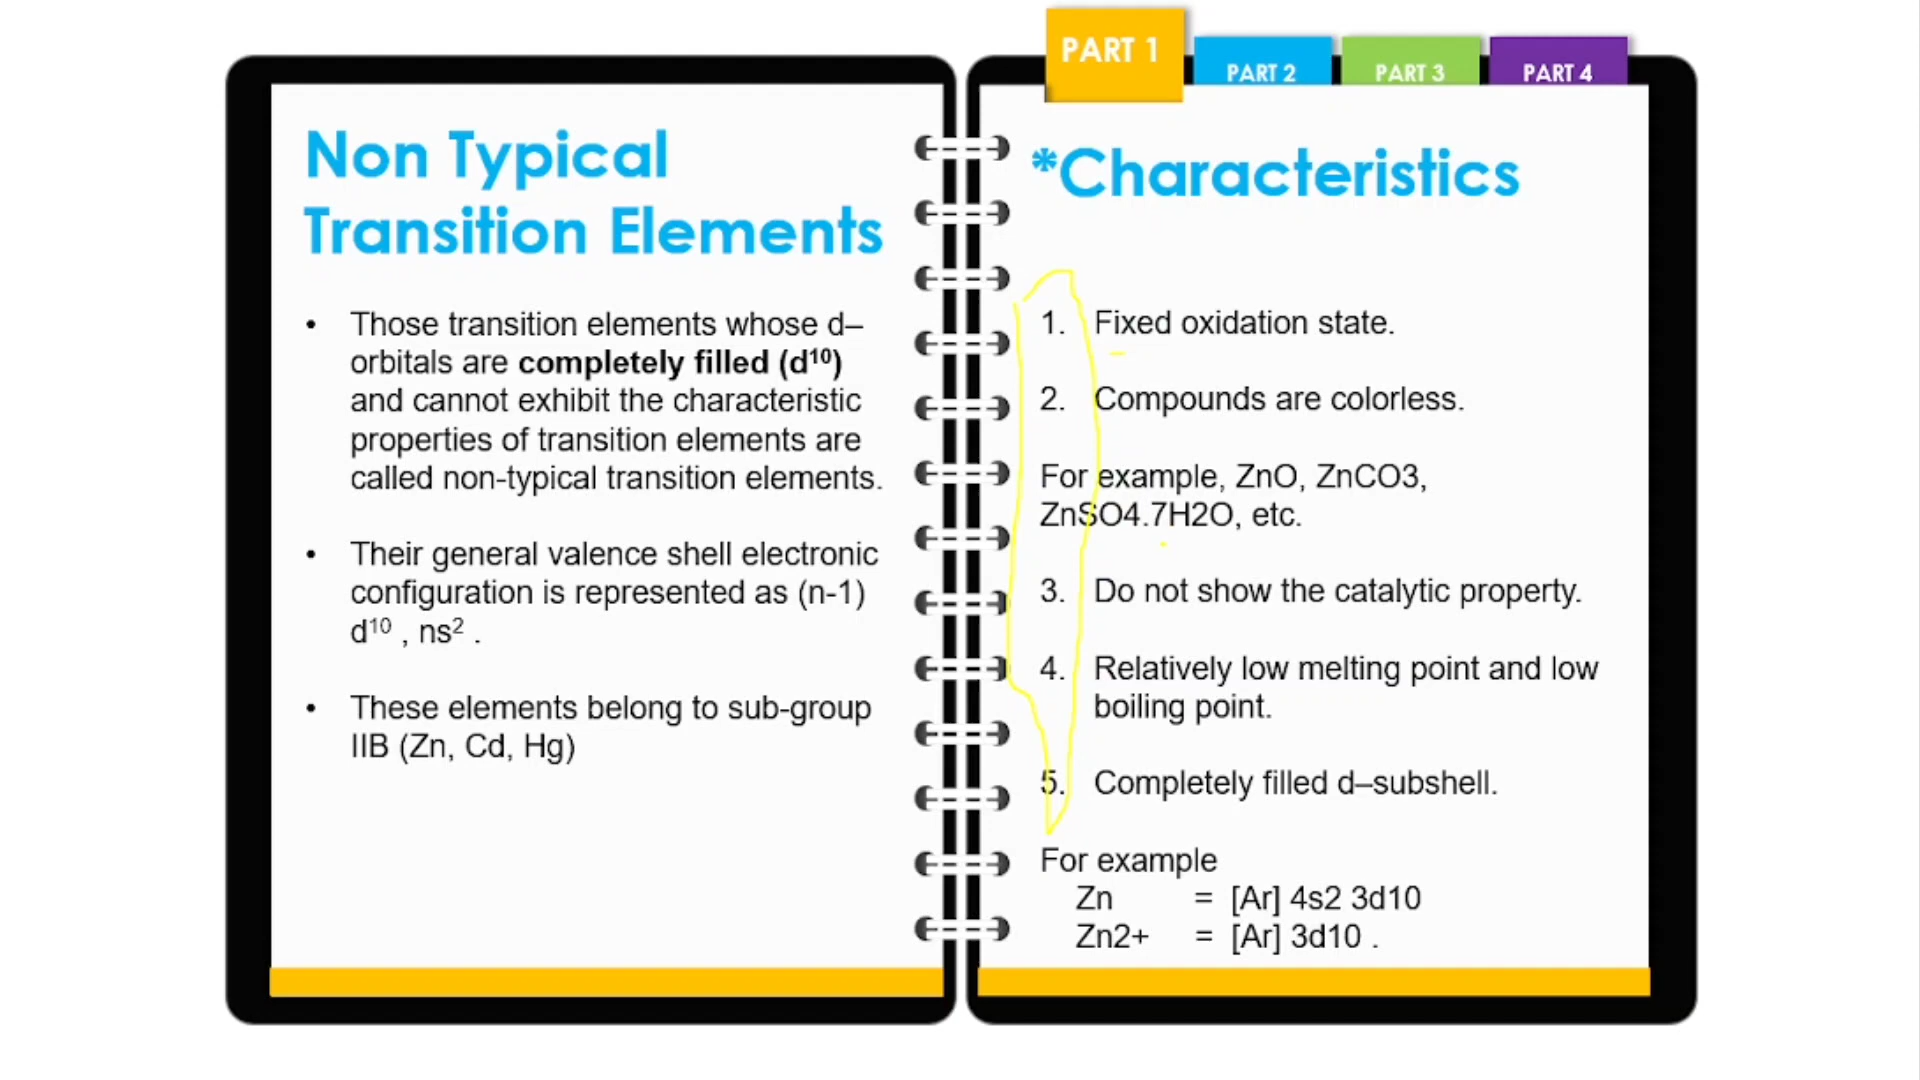 PART 1
PART 2
PART 3
PART 4
Non Typical
Transition Elements
• Those transition elements whose d–
orbitals are completely filled (d¹⁰)
and cannot exhibit the characteristic
properties of transition elements are
called non-typical transition elements.
• Their general valence shell electronic
configuration is represented as (n-1)
d¹⁰ , ns² .
• These elements belong to sub-group
IIB (Zn, Cd, Hg)
*Characteristics
1. Fixed oxidation state.
2. Compounds are colorless.
For example, ZnO, ZnCO3,
ZnSO4.7H2O, etc.
3. Do not show the catalytic property.
4. Relatively low melting point and low
boiling point.
5. Completely filled d–subshell.
For example
Zn = [Ar] 4s2 3d10
Zn2+ = [Ar] 3d10 .